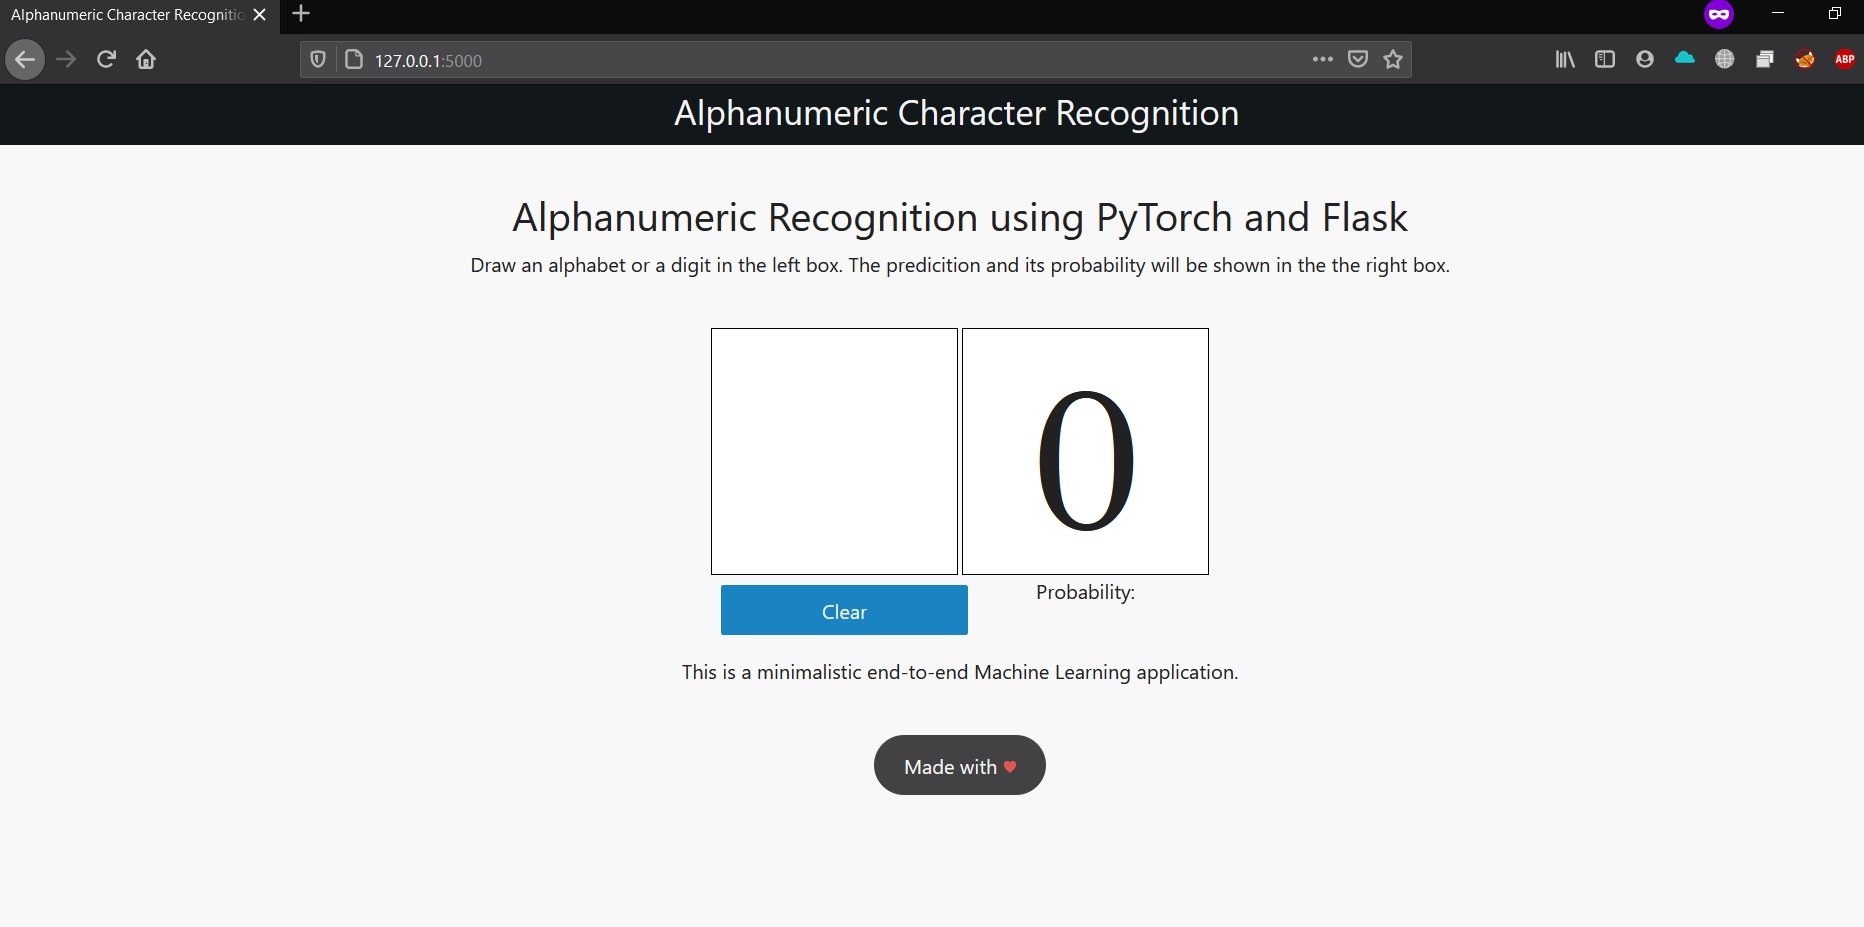 Alphanumeric Character Recognitio
127.0.0.1:5000
ABP
Alphanumeric Character Recognition
Alphanumeric Recognition using PyTorch and Flask
Draw an alphabet or a digit in the left box. The predicition and its probability will be shown in the the right box.
0
Clear
Probability:
This is a minimalistic end-to-end Machine Learning application.
Made with ♥